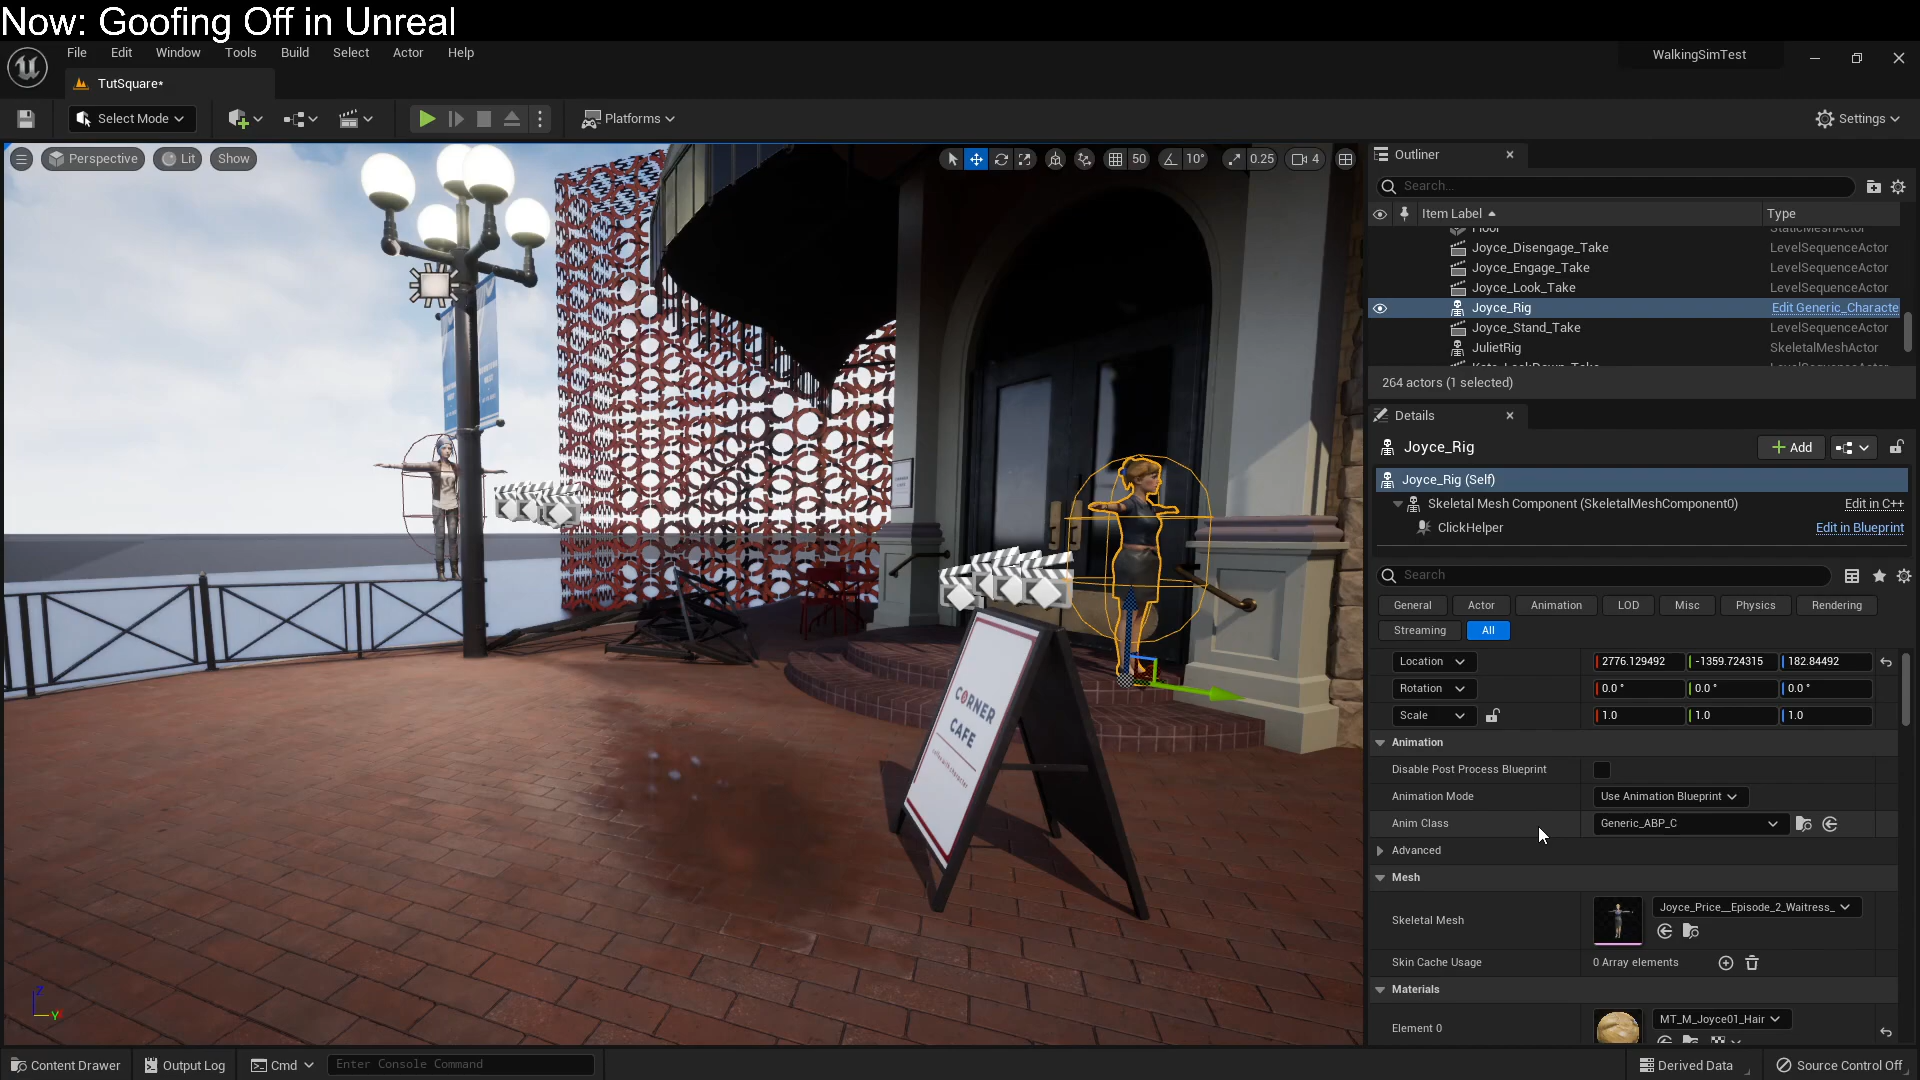 Now: Goofing Off in Unreal
File Edit Window Tools Build Select Actor Help
WalkingSimTest
TutSquare*
Select Mode
Platforms
Settings
Perspective Lit Show
50 10° 0.25 4
Outliner
Search...
Item Label Type
Floor StaticMeshActor
Joyce_Disengage_Take LevelSequenceActor
Joyce_Engage_Take LevelSequenceActor
Joyce_Look_Take LevelSequenceActor
Joyce_Rig Edit Generic_Characte
Joyce_Stand_Take LevelSequenceActor
JulietRig SkeletalMeshActor
264 actors (1 selected)
Details
Joyce_Rig
Add
Joyce_Rig (Self)
Skeletal Mesh Component (SkeletalMeshComponent0) Edit in C++
ClickHelper Edit in Blueprint
Search
General Actor Animation LOD Misc Physics Rendering
Streaming All
Location 2776.129492 -1359.724315 182.84492
Rotation 0.0 ° 0.0 ° 0.0 °
Scale 1.0 1.0 1.0
Animation
Disable Post Process Blueprint
Animation Mode Use Animation Blueprint
Anim Class Generic_ABP_C
Advanced
Mesh
Skeletal Mesh Joyce_Price__Episode_2_Waitress_
Skin Cache Usage 0 Array elements
Materials
Element 0 MT_M_Joyce01_Hair
CORNER
CAFE
Z
Y
Content Drawer Output Log Cmd Enter Console Command Derived Data Source Control Off